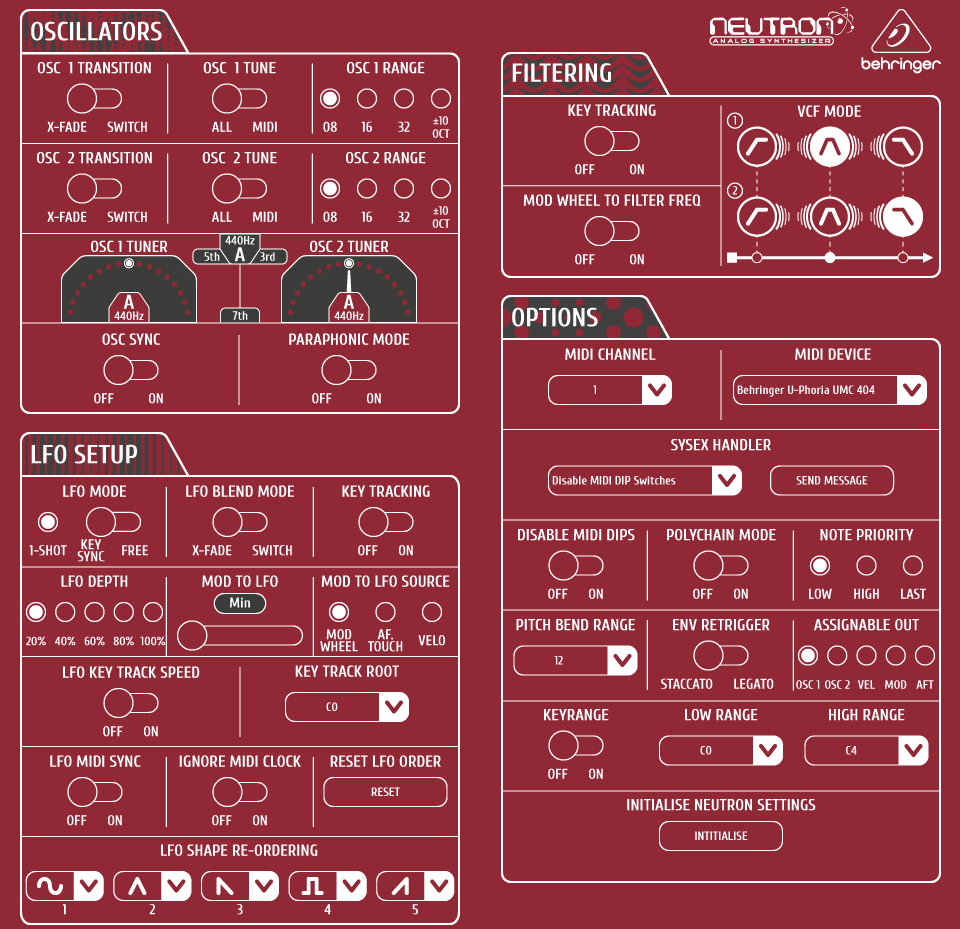 NEUTRON
ANALOG SYNTHESIZER
behringer
OSCILLATORS
OSC 1 TRANSITION
X-FADE SWITCH
OSC 1 TUNE
ALL MIDI
OSC 1 RANGE
08 16 32 ±10 OCT
OSC 2 TRANSITION
X-FADE SWITCH
OSC 2 TUNE
ALL MIDI
OSC 2 RANGE
08 16 32 ±10 OCT
OSC 1 TUNER
A
440Hz
440Hz
5th A 3rd
7th
OSC 2 TUNER
A
440Hz
OSC SYNC
OFF ON
PARAPHONIC MODE
OFF ON
LFO SETUP
LFO MODE
1-SHOT KEY SYNC FREE
LFO BLEND MODE
X-FADE SWITCH
KEY TRACKING
OFF ON
LFO DEPTH
20% 40% 60% 80% 100%
MOD TO LFO
Min
MOD TO LFO SOURCE
MOD WHEEL AF. TOUCH VELO
LFO KEY TRACK SPEED
OFF ON
KEY TRACK ROOT
C0
LFO MIDI SYNC
OFF ON
IGNORE MIDI CLOCK
OFF ON
RESET LFO ORDER
RESET
LFO SHAPE RE-ORDERING
1 2 3 4 5
FILTERING
KEY TRACKING
OFF ON
MOD WHEEL TO FILTER FREQ
OFF ON
VCF MODE
1
2
OPTIONS
MIDI CHANNEL
1
MIDI DEVICE
Behringer U-Phoria UMC 404
SYSEX HANDLER
Disable MIDI DIP Switches
SEND MESSAGE
DISABLE MIDI DIPS
OFF ON
POLYCHAIN MODE
OFF ON
NOTE PRIORITY
LOW HIGH LAST
PITCH BEND RANGE
12
ENV RETRIGGER
STACCATO LEGATO
ASSIGNABLE OUT
OSC 1 OSC 2 VEL MOD AFT
KEYRANGE
OFF ON
LOW RANGE
C0
HIGH RANGE
C4
INITIALISE NEUTRON SETTINGS
INTITIALISE